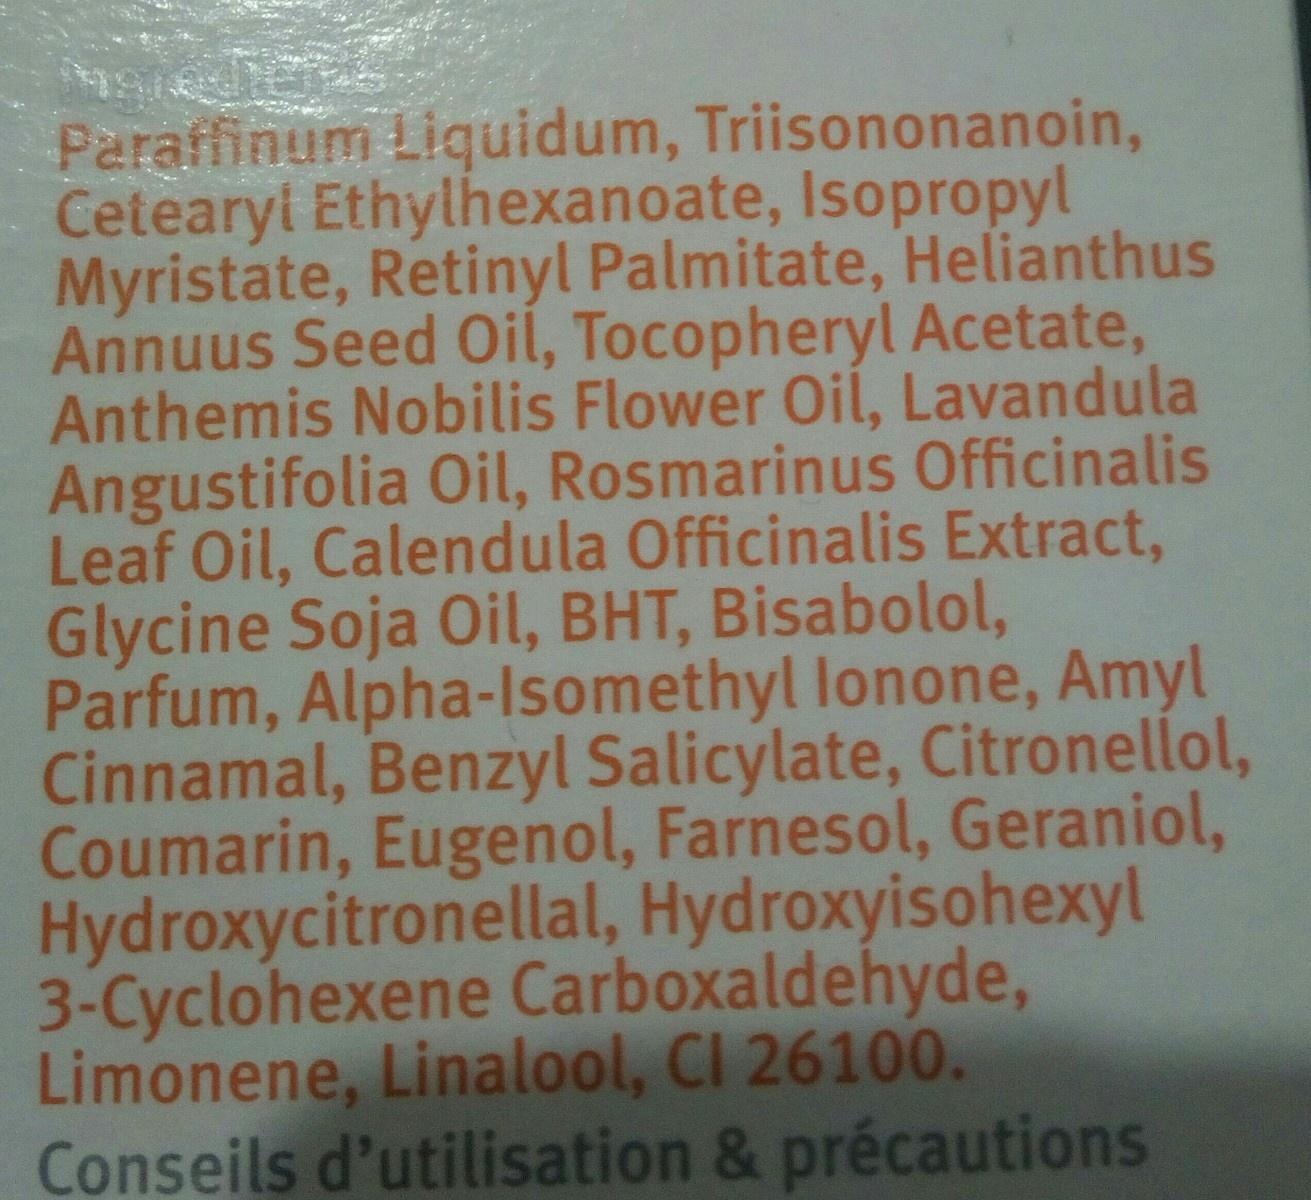 Ingrédients
Paraffinum Liquidum, Triisononanoin,
Cetearyl Ethylhexanoate, Isopropyl
Myristate, Retinyl Palmitate, Helianthus
Annuus Seed Oil, Tocopheryl Acetate,
Anthemis Nobilis Flower Oil, Lavandula
Angustifolia Oil, Rosmarinus Officinalis
Leaf Oil, Calendula Officinalis Extract,
Glycine Soja Oil, BHT, Bisabolol,
Parfum, Alpha-Isomethyl Ionone, Amyl
Cinnamal, Benzyl Salicylate, Citronellol,
Coumarin, Eugenol, Farnesol, Geraniol,
Hydroxycitronellal, Hydroxyisohexyl
3-Cyclohexene Carboxaldehyde,
Limonene, Linalool, CI 26100.
Conseils d'utilisation & précautions